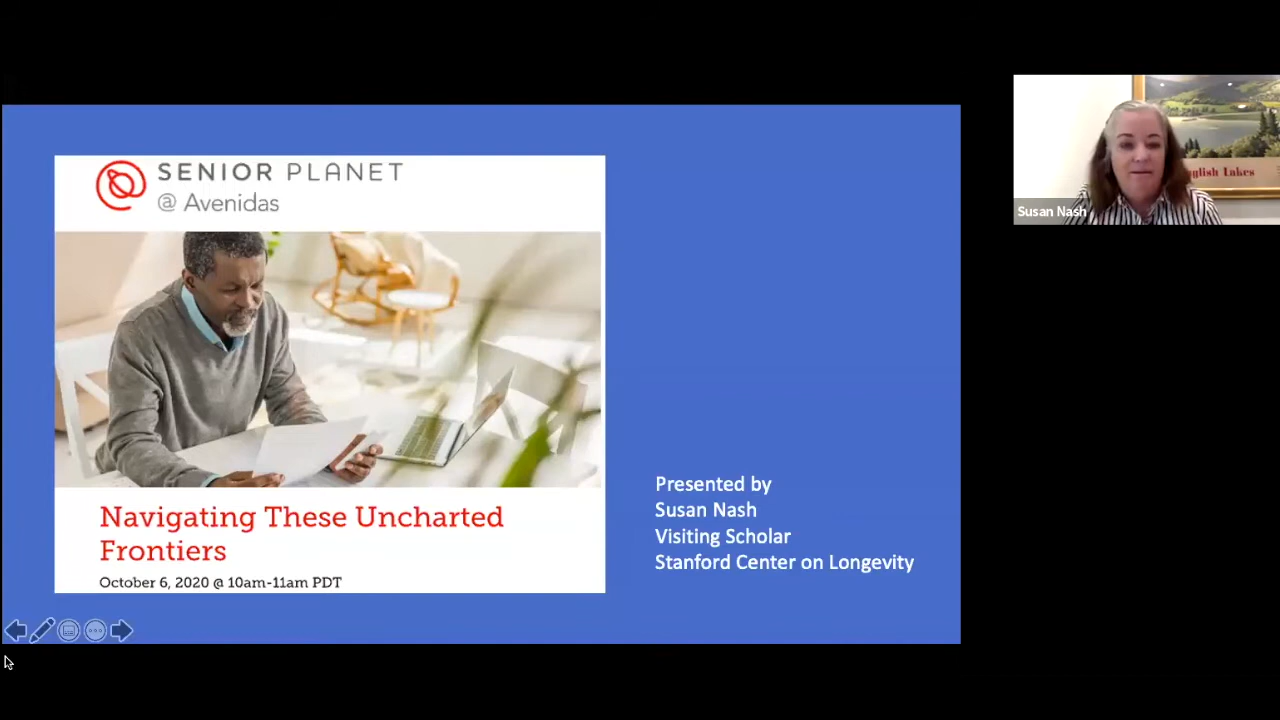 SENIOR PLANET
@ Avenidas
Navigating These Uncharted
Frontiers
October 6, 2020 @ 10am-11am PDT
Presented by
Susan Nash
Visiting Scholar
Stanford Center on Longevity
glish Lakes
Susan Nash